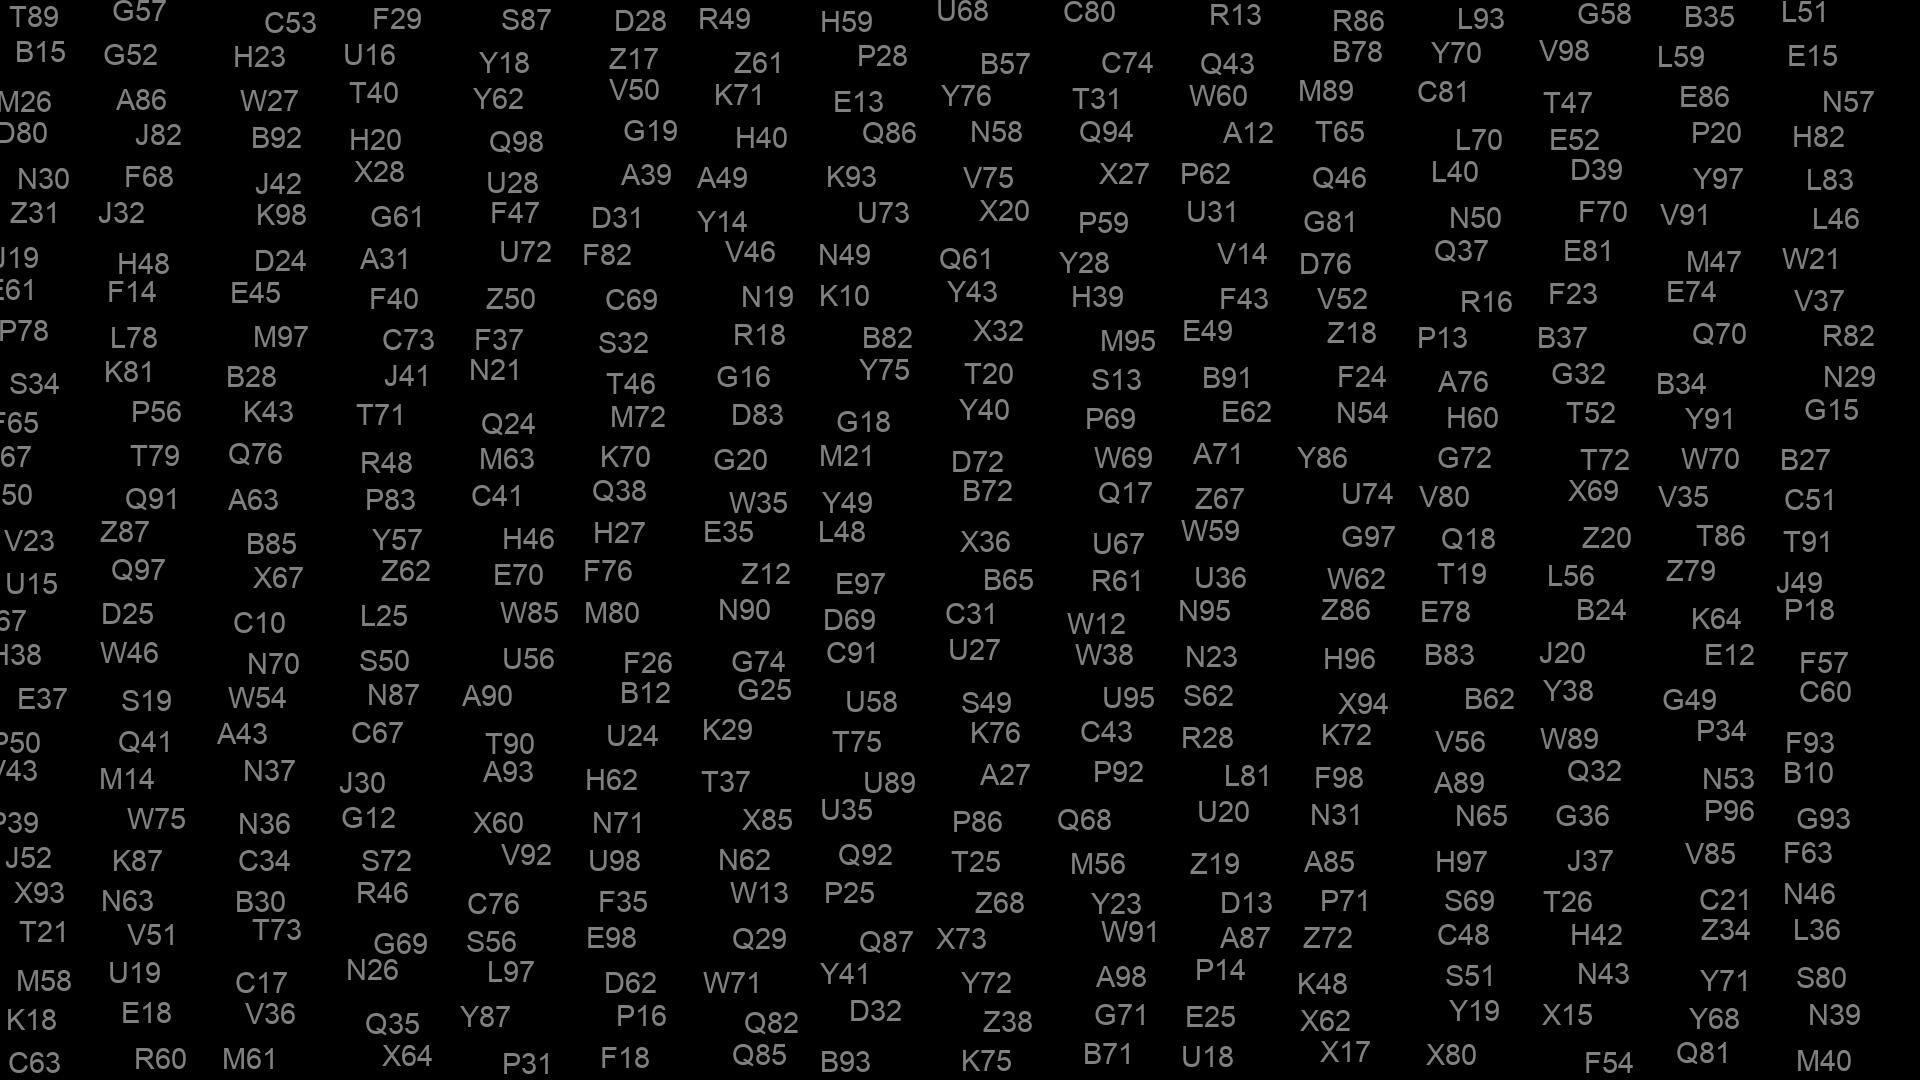 T89 G57 C53 F29 S87 D28 R49 H59 U68 C80 R13 R86 L93 G58 B35 L51
B15 G52 H23 U16 Y18 Z17 Z61 P28 B57 C74 Q43 B78 Y70 V98 L59 E15
M26 A86 W27 T40 Y62 V50 K71 E13 Y76 T31 W60 M89 C81 T47 E86 N57
D80 J82 B92 H20 Q98 G19 H40 Q86 N58 Q94 A12 T65 L70 E52 P20 H82
N30 F68 J42 X28 U28 A39 A49 K93 V75 X27 P62 Q46 L40 D39 Y97 L83
Z31 J32 K98 G61 F47 D31 Y14 U73 X20 P59 U31 G81 N50 F70 V91 L46
J19 H48 D24 A31 U72 F82 V46 N49 Q61 Y28 V14 D76 Q37 E81 M47 W21
E61 F14 E45 F40 Z50 C69 N19 K10 Y43 H39 F43 V52 R16 F23 E74 V37
P78 L78 M97 C73 F37 S32 R18 B82 X32 M95 E49 Z18 P13 B37 Q70 R82
S34 K81 B28 J41 N21 T46 G16 Y75 T20 S13 B91 F24 A76 G32 B34 N29
F65 P56 K43 T71 Q24 M72 D83 G18 Y40 P69 E62 N54 H60 T52 Y91 G15
67 T79 Q76 R48 M63 K70 G20 M21 D72 W69 A71 Y86 G72 T72 W70 B27
50 Q91 A63 P83 C41 Q38 W35 Y49 B72 Q17 Z67 U74 V80 X69 V35 C51
V23 Z87 B85 Y57 H46 H27 E35 L48 X36 U67 W59 G97 Q18 Z20 T86 T91
U15 Q97 X67 Z62 E70 F76 Z12 E97 B65 R61 U36 W62 T19 L56 Z79 J49
67 D25 C10 L25 W85 M80 N90 D69 C31 W12 N95 Z86 E78 B24 K64 P18
H38 W46 N70 S50 U56 F26 G74 C91 U27 W38 N23 H96 B83 J20 E12 F57
E37 S19 W54 N87 A90 B12 G25 U58 S49 U95 S62 X94 B62 Y38 G49 C60
P50 Q41 A43 C67 T90 U24 K29 T75 K76 C43 R28 K72 V56 W89 P34 F93
V43 M14 N37 J30 A93 H62 T37 U89 A27 P92 L81 F98 A89 Q32 N53 B10
P39 W75 N36 G12 X60 N71 X85 U35 P86 Q68 U20 N31 N65 G36 P96 G93
J52 K87 C34 S72 V92 U98 N62 Q92 T25 M56 Z19 A85 H97 J37 V85 F63
X93 N63 B30 R46 C76 F35 W13 P25 Z68 Y23 D13 P71 S69 T26 C21 N46
T21 V51 T73 G69 S56 E98 Q29 Q87 X73 W91 A87 Z72 C48 H42 Z34 L36
M58 U19 C17 N26 L97 D62 W71 Y41 Y72 A98 P14 K48 S51 N43 Y71 S80
K18 E18 V36 Q35 Y87 P16 Q82 D32 Z38 G71 E25 X62 Y19 X15 Y68 N39
C63 R60 M61 X64 P31 F18 Q85 B93 K75 B71 U18 X17 X80 F54 Q81 M40